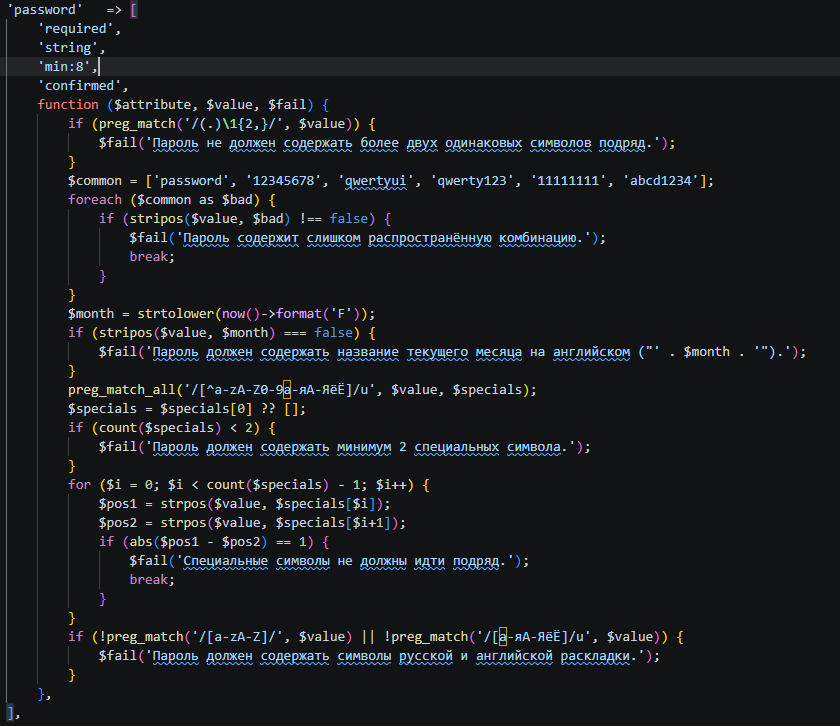 'password'   => [
    'required',
    'string',
    'min:8',
    'confirmed',
    function ($attribute, $value, $fail) {
        if (preg_match('/(.)\1{2,}/', $value)) {
            $fail('Пароль не должен содержать более двух одинаковых символов подряд.');
        }
        $common = ['password', '12345678', 'qwertyui', 'qwerty123', '11111111', 'abcd1234'];
        foreach ($common as $bad) {
            if (stripos($value, $bad) !== false) {
                $fail('Пароль содержит слишком распространённую комбинацию.');
                break;
            }
        }
        $month = strtolower(now()->format('F'));
        if (stripos($value, $month) === false) {
            $fail('Пароль должен содержать название текущего месяца на английском ("' . $month . '").');
        }
        preg_match_all('/[^a-zA-Z0-9а-яА-ЯёЁ]/u', $value, $specials);
        $specials = $specials[0] ?? [];
        if (count($specials) < 2) {
            $fail('Пароль должен содержать минимум 2 специальных символа.');
        }
        for ($i = 0; $i < count($specials) - 1; $i++) {
            $pos1 = strpos($value, $specials[$i]);
            $pos2 = strpos($value, $specials[$i+1]);
            if (abs($pos1 - $pos2) == 1) {
                $fail('Специальные символы не должны идти подряд.');
                break;
            }
        }
        if (!preg_match('/[a-zA-Z]/', $value) || !preg_match('/[а-яА-ЯёЁ]/u', $value)) {
            $fail('Пароль должен содержать символы русской и английской раскладки.');
        }
    },
],